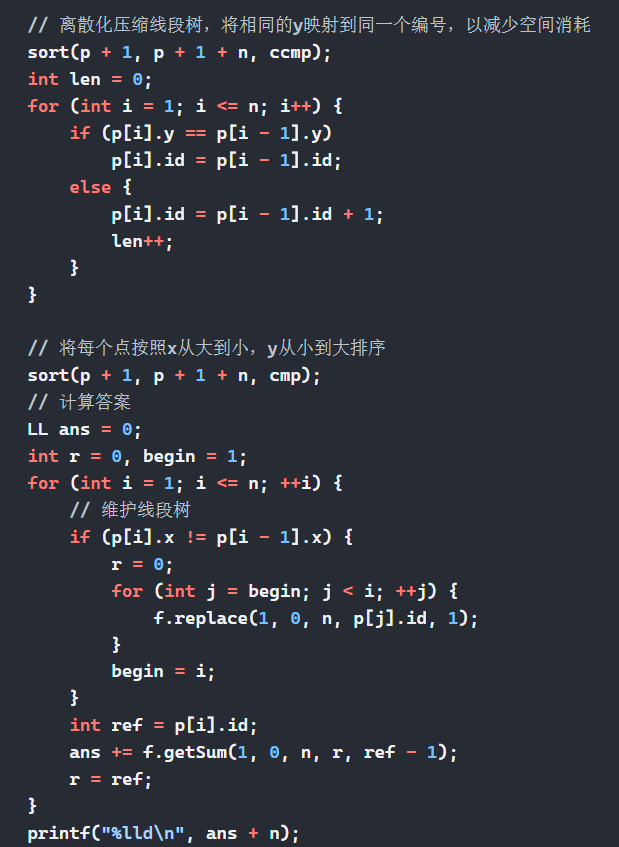 // 离散化压缩线段树，将相同的y映射到同一个编号，以减少空间消耗
sort(p + 1, p + 1 + n, ccmp);
int len = 0;
for (int i = 1; i <= n; i++) {
    if (p[i].y == p[i - 1].y)
        p[i].id = p[i - 1].id;
    else {
        p[i].id = p[i - 1].id + 1;
        len++;
    }
}

// 将每个点按照x从大到小，y从小到大排序
sort(p + 1, p + 1 + n, cmp);
// 计算答案
LL ans = 0;
int r = 0, begin = 1;
for (int i = 1; i <= n; ++i) {
    // 维护线段树
    if (p[i].x != p[i - 1].x) {
        r = 0;
        for (int j = begin; j < i; ++j) {
            f.replace(1, 0, n, p[j].id, 1);
        }
        begin = i;
    }
    int ref = p[i].id;
    ans += f.getSum(1, 0, n, r, ref - 1);
    r = ref;
}
printf("%lld\n", ans + n);